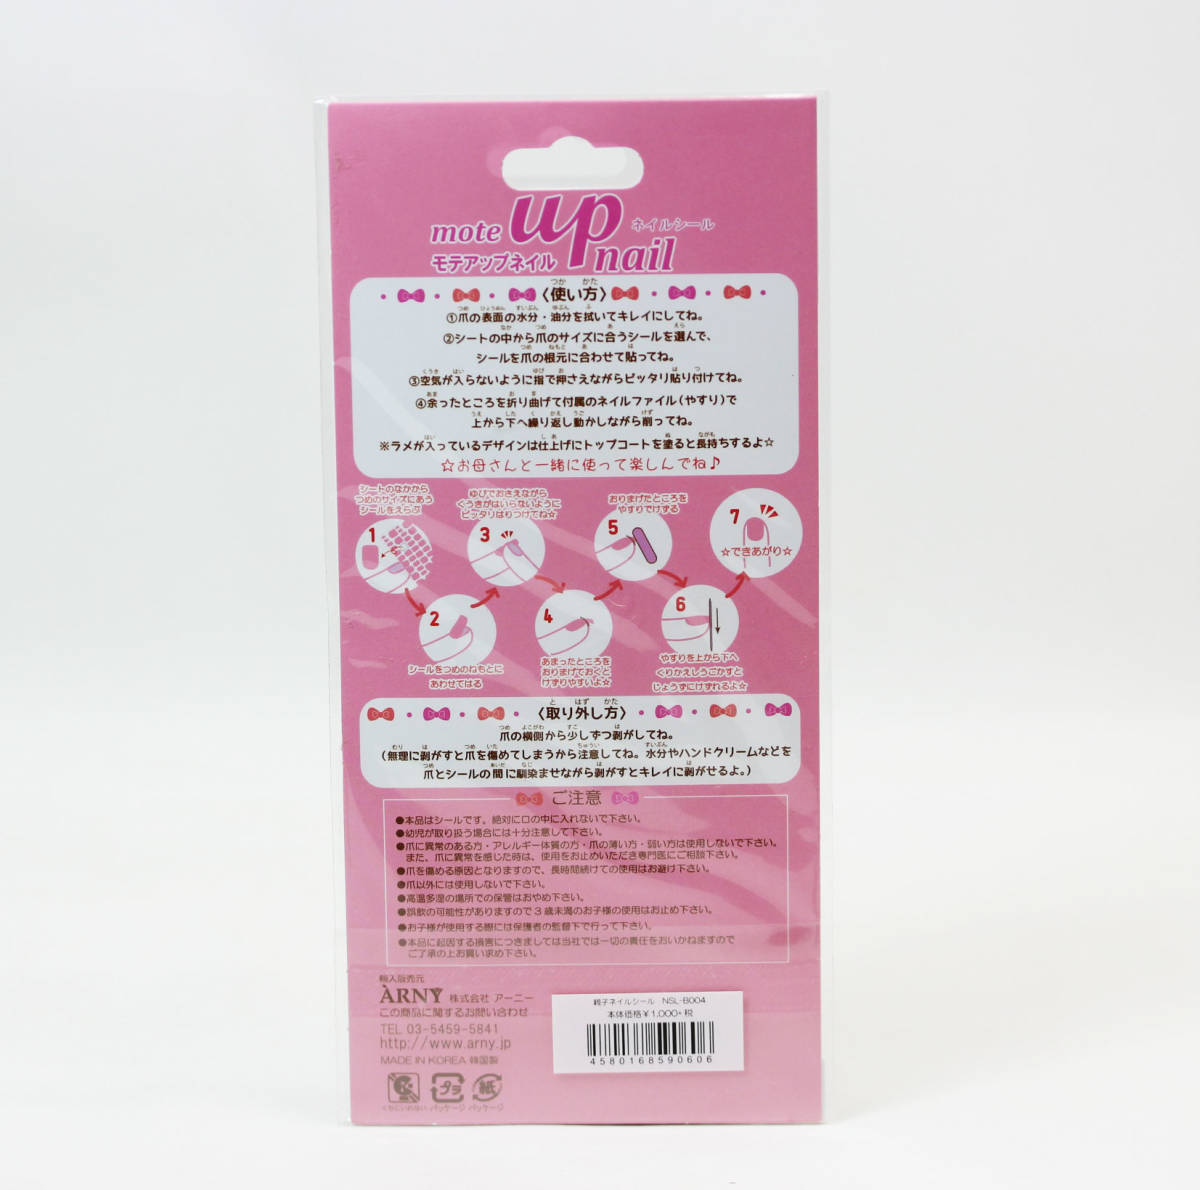 mote up nail
ネイルシール
モテアップネイル
〈使い方〉
①爪の表面の水分・油分を拭いてキレイにしてね。
②シートの中から爪のサイズに合うシールを選んで、
シールを爪の根元に合わせて貼ってね。
③空気が入らないように指で押さえながらピッタリ貼り付けてね。
④余ったところを折り曲げて付属のネイルファイル(やすり)で
上から下へ繰り返し動かしながら削ってね。
※ラメが入っているデザインは仕上げにトップコートを塗ると長持ちするよ☆
☆お母さんと一緒に使って楽しんでね♪
シートのなかから
つめのサイズにあう
シールをえらぶ
1
2
シールをつめのねもとに
あわせてはる
ゆびでおさえながら
くうきがはいらないように
ピッタリはりつけてね☆
3
4
あまったところを
おりまげておくと
けずりやすいよ☆
おりまげたところを
やすりでけずる
5
6
やすりを上から下へ
くりかえしうごかすと
じょうずにけずれるよ☆
7
☆できあがり☆
〈取り外し方〉
爪の横側から少しずつ剥がしてね。
(無理に剥がすと爪を傷めてしまうから注意してね。水分やハンドクリームなどを
爪とシールの間に馴染ませながら剥がすとキレイに剥がせるよ。)
ご注意
●本品はシールです。絶対に口の中に入れないで下さい。
●幼児が取り扱う場合には十分注意して下さい。
●爪に異常のある方・アレルギー体質の方・爪の薄い方・弱い方は使用しないで下さい。
また、爪に異常を感じた時は、使用をお止めいただき専門医にご相談下さい。
●爪を傷める原因となりますので、長時間続けての使用はお避け下さい。
●爪以外には使用しないで下さい。
●高温多湿の場所での保管はおやめ下さい。
●誤飲の可能性がありますので3歳未満のお子様の使用はお止め下さい。
●お子様が使用する際には保護者の監督下で行って下さい。
●本品に起因する損害につきましては当社では一切の責任をおいかねますので
ご了承の上お買い求め下さい。
輸入販売元
ARNY 株式会社 アーニー
この商品に関するお問い合わせ
TEL 03-5459-5841
http://www.arny.jp
MADE IN KOREA 韓国製
くちにいれない
プラ
パッケージ
紙
パッケージ
親子ネイルシール NSL-B004
本体価格¥1,000+税
4580168590606